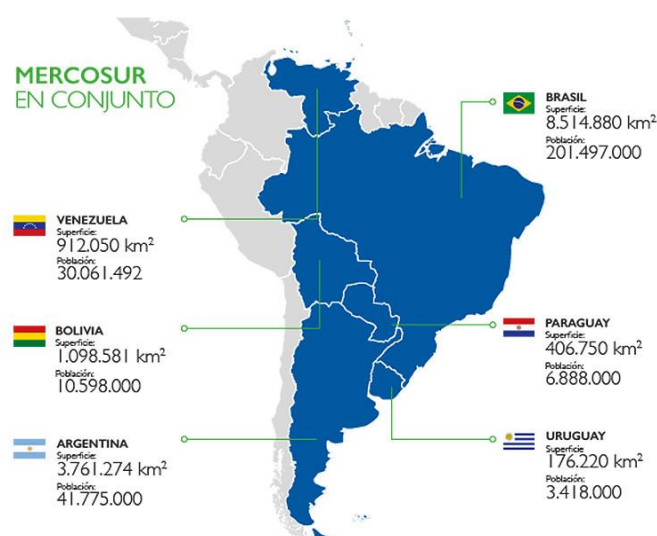 MERCOSUR
EN CONJUNTO
BRASIL
Superficie:
8.514.880 km²
Población:
201.497.000
VENEZUELA
Superficie:
912.050 km²
Población:
30.061.492
BOLIVIA
Superficie:
1.098.581 km²
Población:
10.598.000
PARAGUAY
Superficie:
406.750 km²
Población:
6.888.000
ARGENTINA
Superficie:
3.761.274 km²
Población:
41.775.000
URUGUAY
Superficie
176.220 km²
Población:
3.418.000